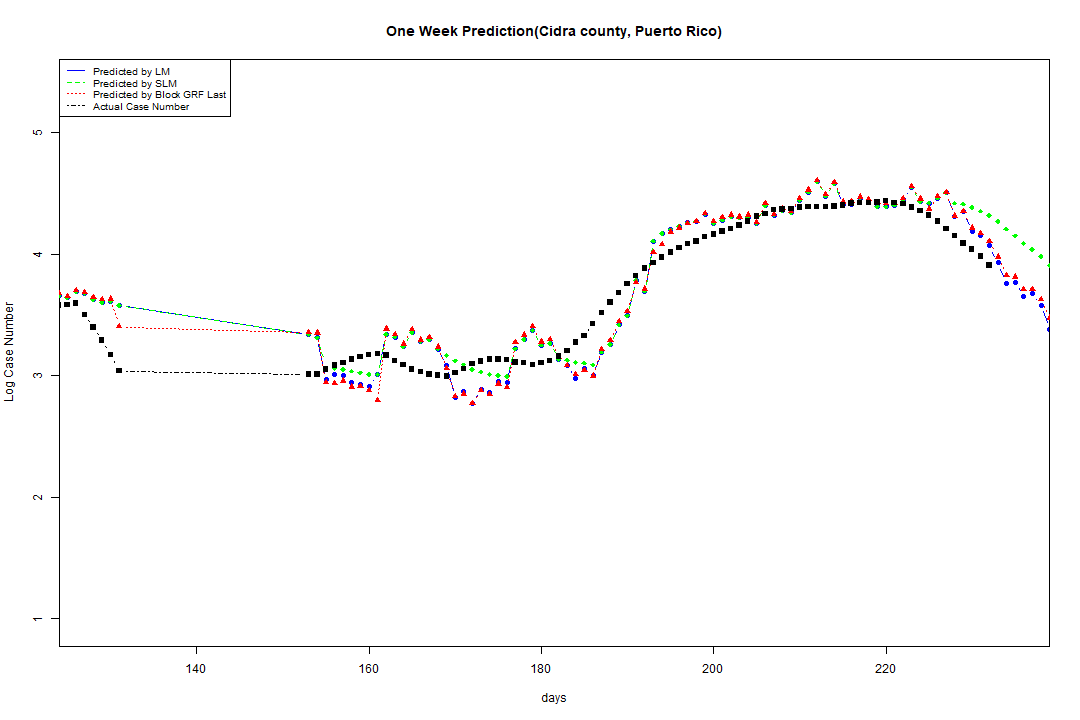 One Week Prediction(Cidra county, Puerto Rico)
Predicted by LM
Predicted by SLM
Predicted by Block GRF Last
Actual Case Number
5
4
3
2
1
Log Case Number
140 160 180 200 220
days